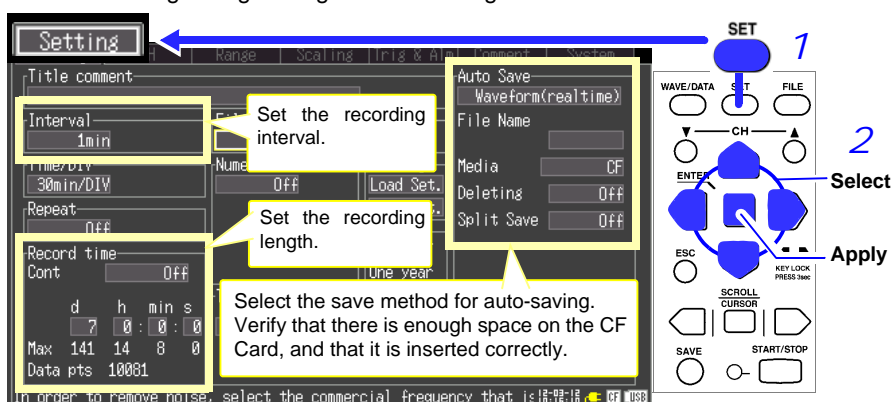 Setting
Range
Scaling
Trig & Alm
Comment
System
Title comment
Interval
1min
Time/DIV
30min/DIV
Repeat
Off
Record time
Cont Off
d h min s
7 0 : 0 : 0
Max 141 14 8 0
Data pts 10081
Off
Load Set.
One year
Auto Save
Waveform(realtime)
File Name
Media CF
Deleting Off
Split Save Off
Set the recording
interval.
Set the recording
length.
Select the save method for auto-saving.
Verify that there is enough space on the CF
Card, and that it is inserted correctly.
In order to remove noise, select the commercial frequency that is
CF USB
SET
1
WAVE/DATA SET FILE
CH
2
ENTER
Select
Apply
ESC
KEY LOCK
PRESS 3sec
SCROLL
CURSOR
SAVE START/STOP